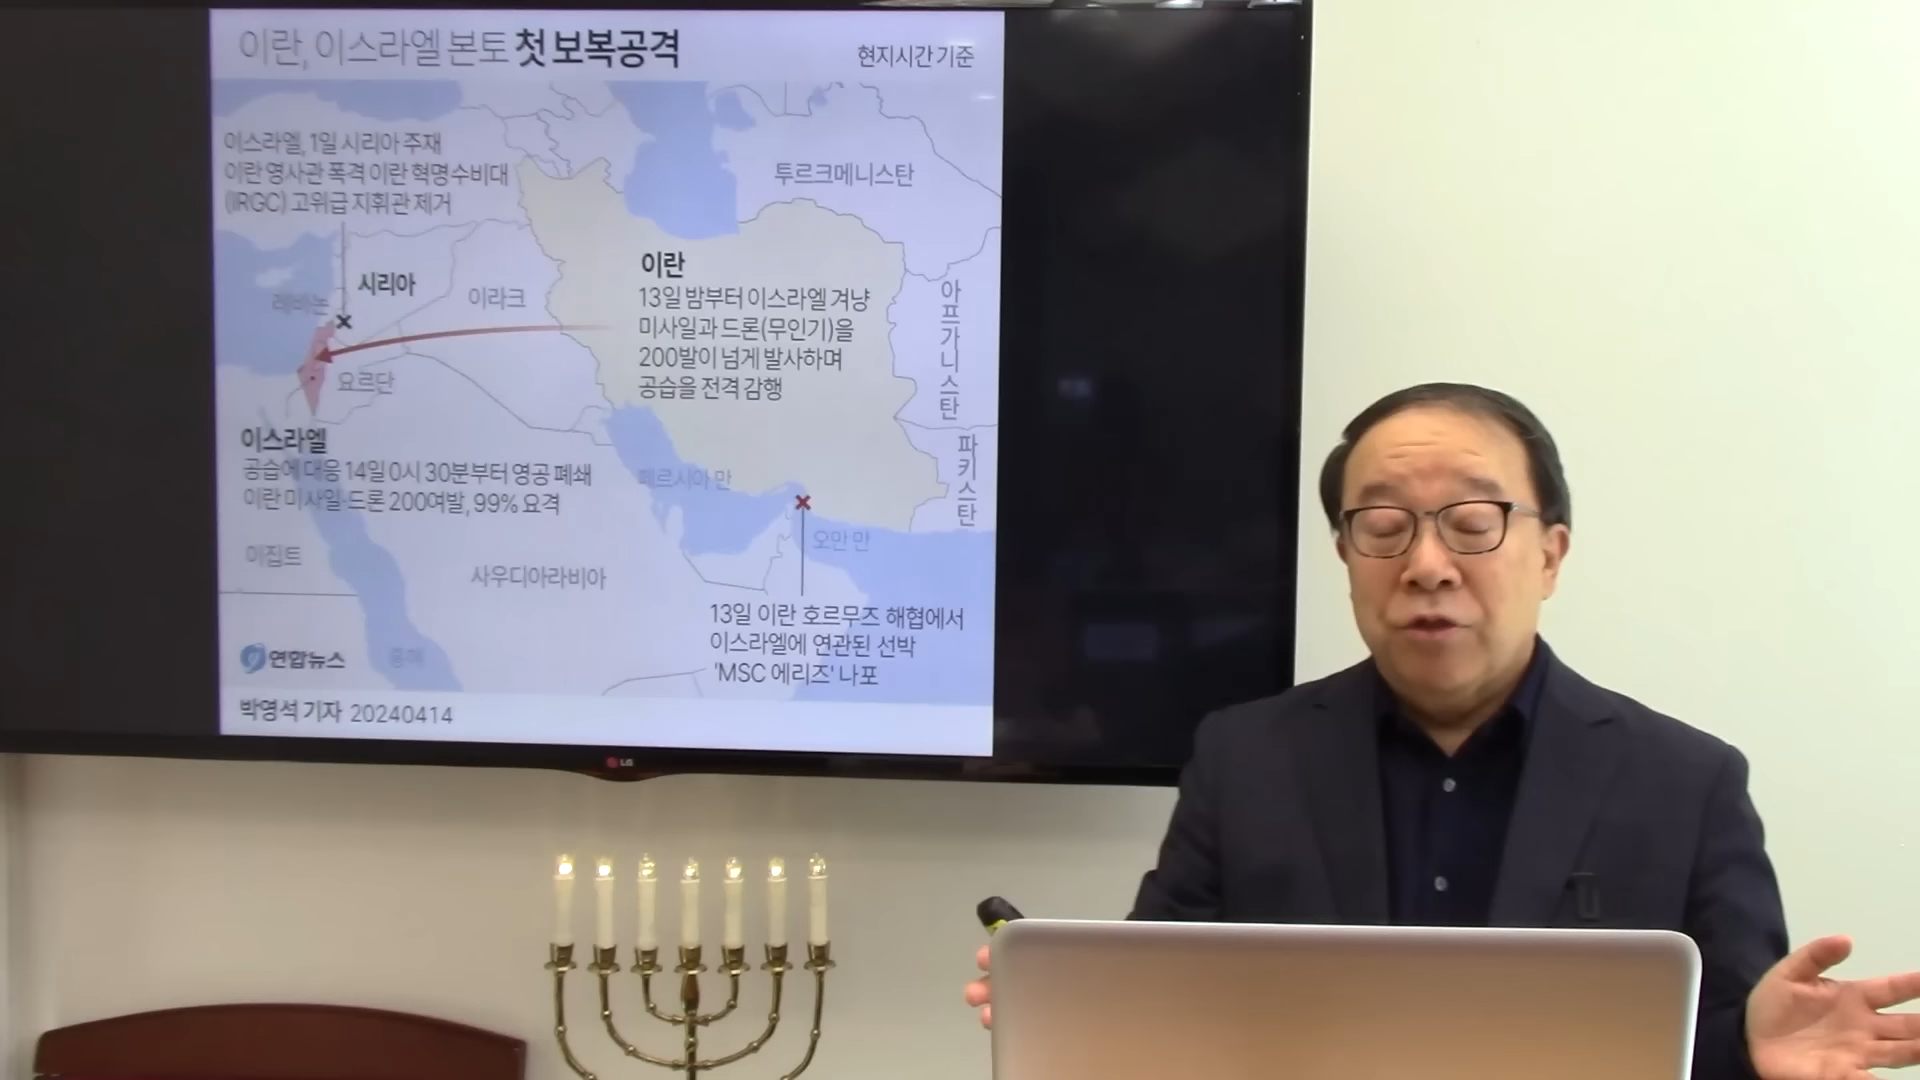 이란, 이스라엘 본토 첫 보복공격
현지시간 기준
이스라엘, 1일 시리아 주재
이란 영사관 폭격 이란 혁명수비대
(IRGC) 고위급 지휘관 제거
투르크메니스탄
시리아
레바논
이라크
요르단
이란
13일 밤부터 이스라엘 겨냥
미사일과 드론(무인기)을
200발이 넘게 발사하며
공습을 전격 감행
아프가니스탄
파키스탄
이스라엘
공습에 대응 14일 0시 30분부터 영공 폐쇄
이란 미사일·드론 200여발, 99% 요격
페르시아 만
오만 만
이집트
사우디아라비아
13일 이란 호르무즈 해협에서
이스라엘에 연관된 선박
'MSC 에리즈' 나포
연합뉴스
홍해
박영석 기자 20240414
LG